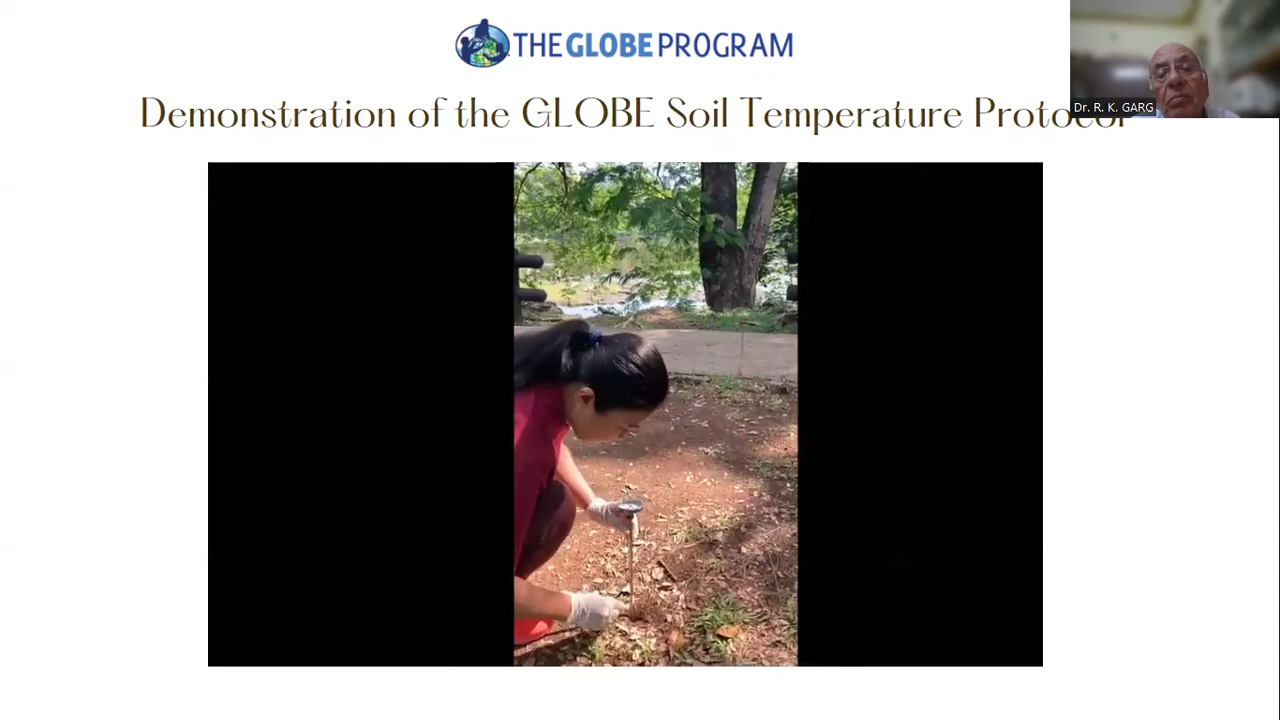 THE GLOBE PROGRAM
Demonstration of the GLOBE Soil Temperature Protocol
Dr. R. K. GARG